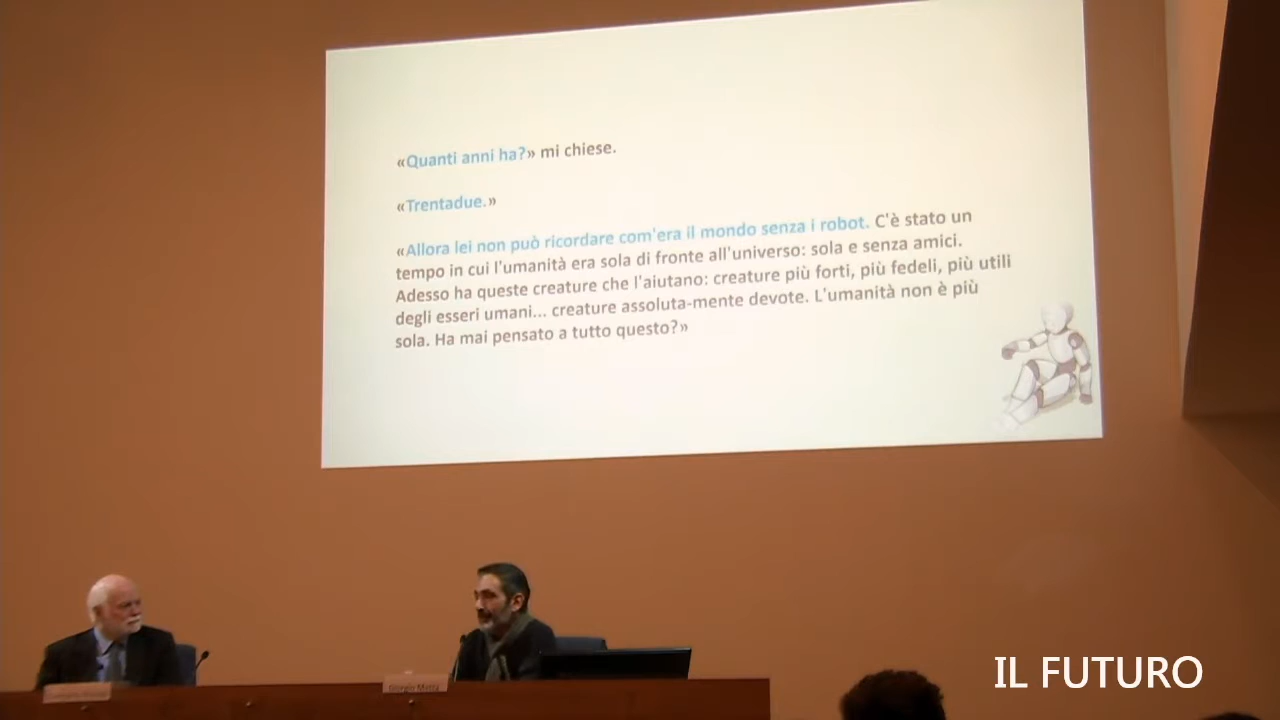 «Quanti anni ha?» mi chiese.
«Trentadue.»
«Allora lei non può ricordare com'era il mondo senza i robot. C'è stato un
tempo in cui l'umanità era sola di fronte all'universo: sola e senza amici.
Adesso ha queste creature che l'aiutano: creature più forti, più fedeli, più utili
degli esseri umani... creature assoluta-mente devote. L'umanità non è più
sola. Ha mai pensato a tutto questo?»
Giorgio Metta
IL FUTURO